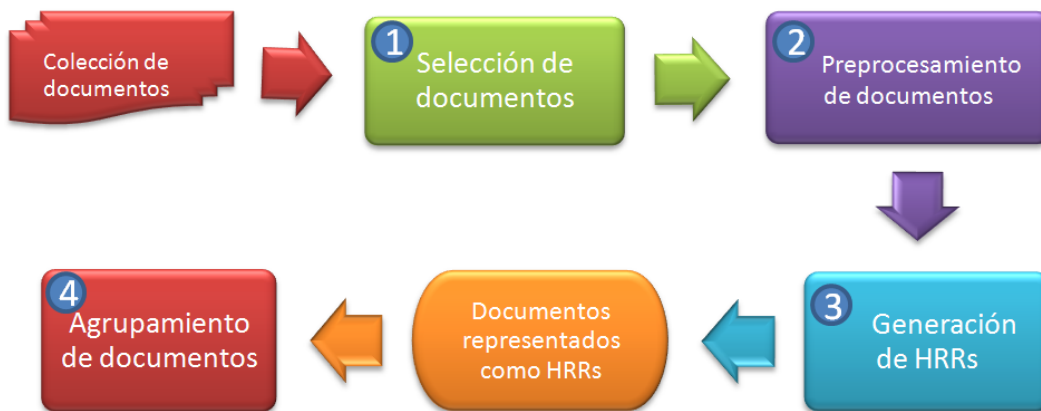 Colección de
documentos
1
Selección de
documentos
2
Preprocesamiento
de documentos
3
Generación
de HRRs
Documentos
representados
como HRRs
4
Agrupamiento
de documentos